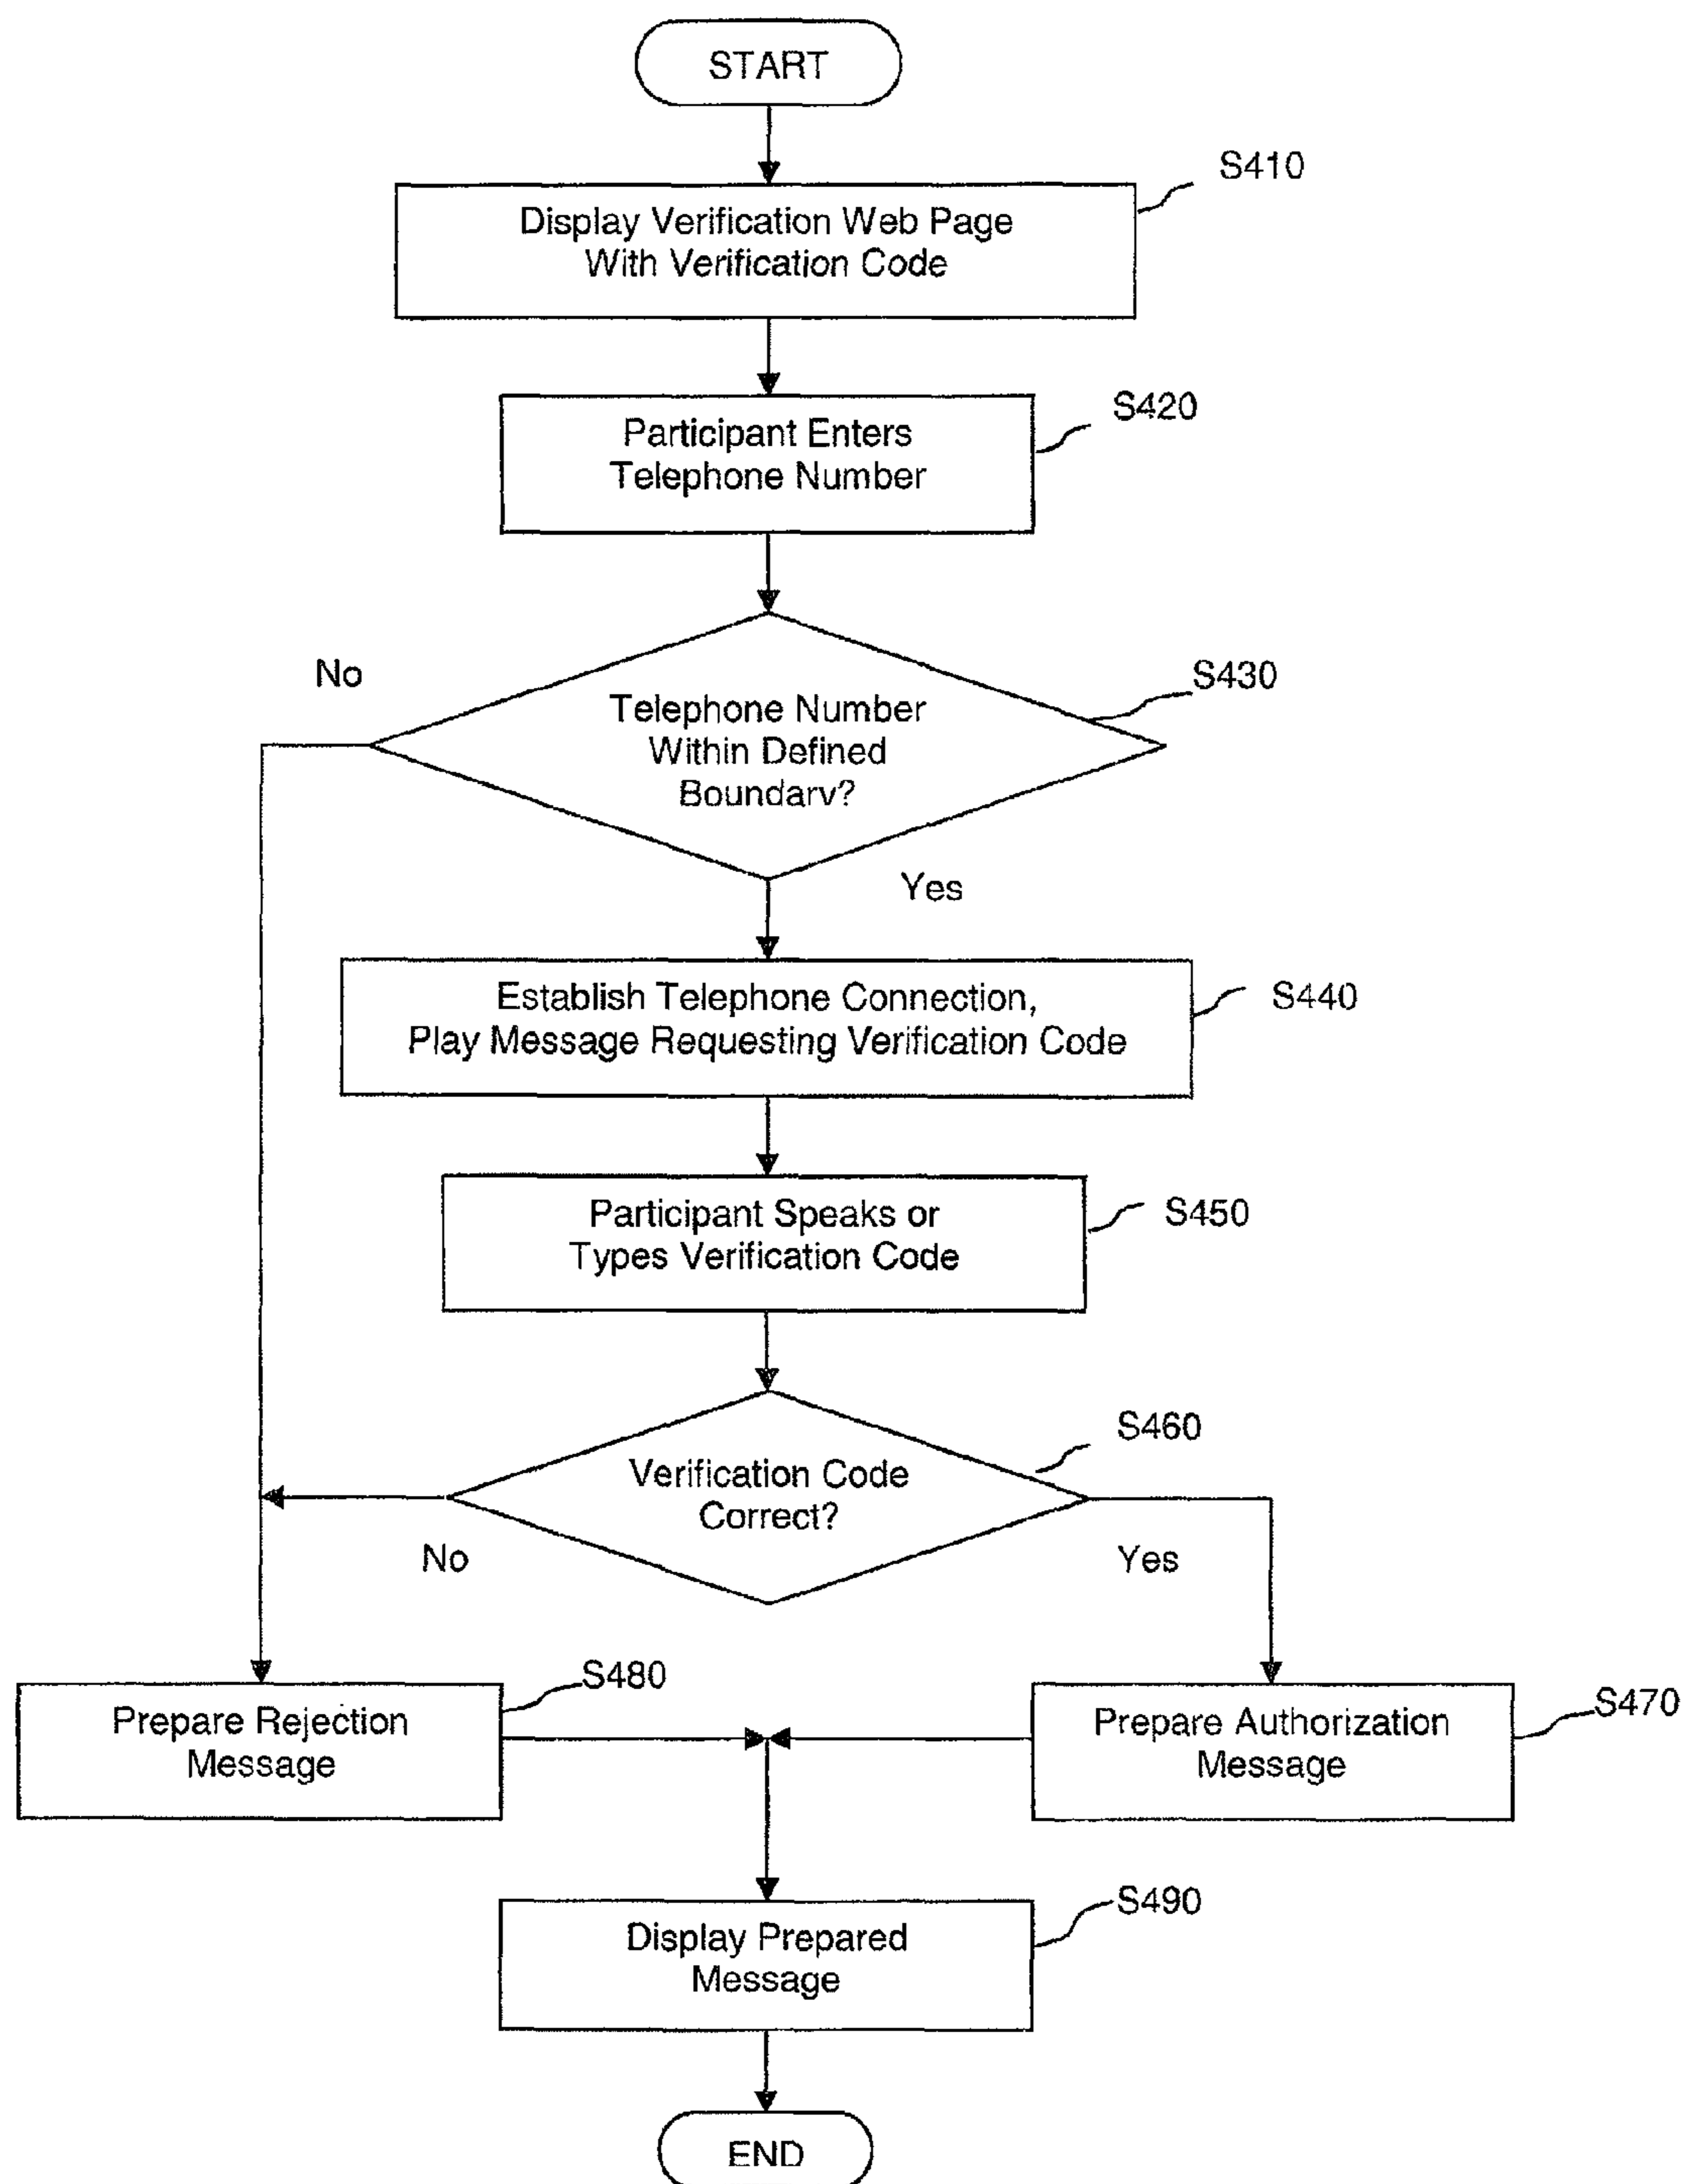 START
S410
Display Verification Web Page
With Verification Code
S420
Participant Enters
Telephone Number
No
S430
Telephone Number
Within Defined
Boundary?
Yes
S440
Establish Telephone Connection,
Play Message Requesting Verification Code
S450
Participant Speaks or
Types Verification Code
S460
Verification Code
Correct?
No
Yes
S480
Prepare Rejection
Message
S470
Prepare Authorization
Message
S490
Display Prepared
Message
END